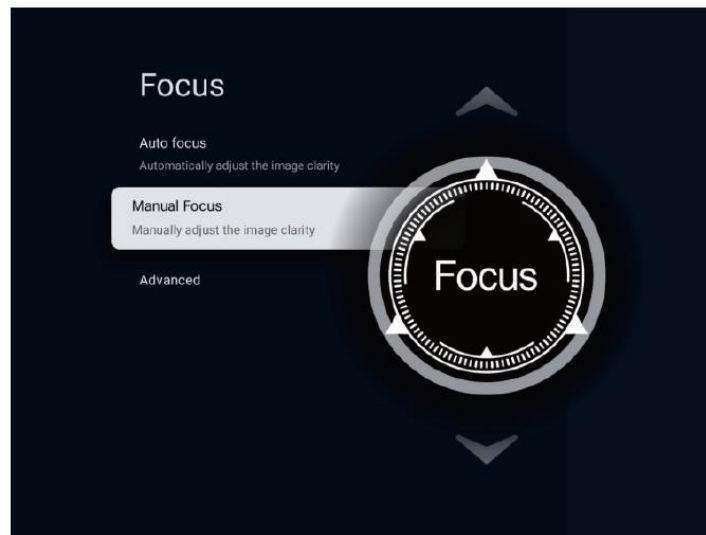 Focus
Auto focus
Automatically adjust the image clarity
Manual Focus
Manually adjust the image clarity
Advanced
Focus